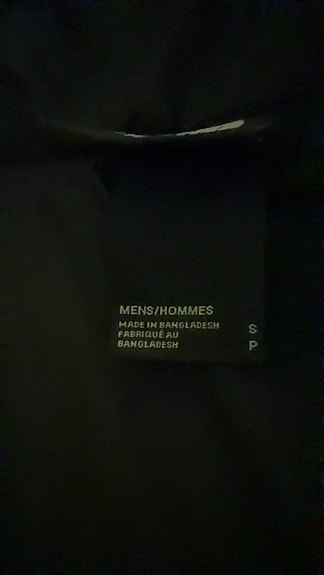 MENS/HOMMES
MADE IN BANGLADESH
FABRIQUÉ AU
BANGLADESH
S
P